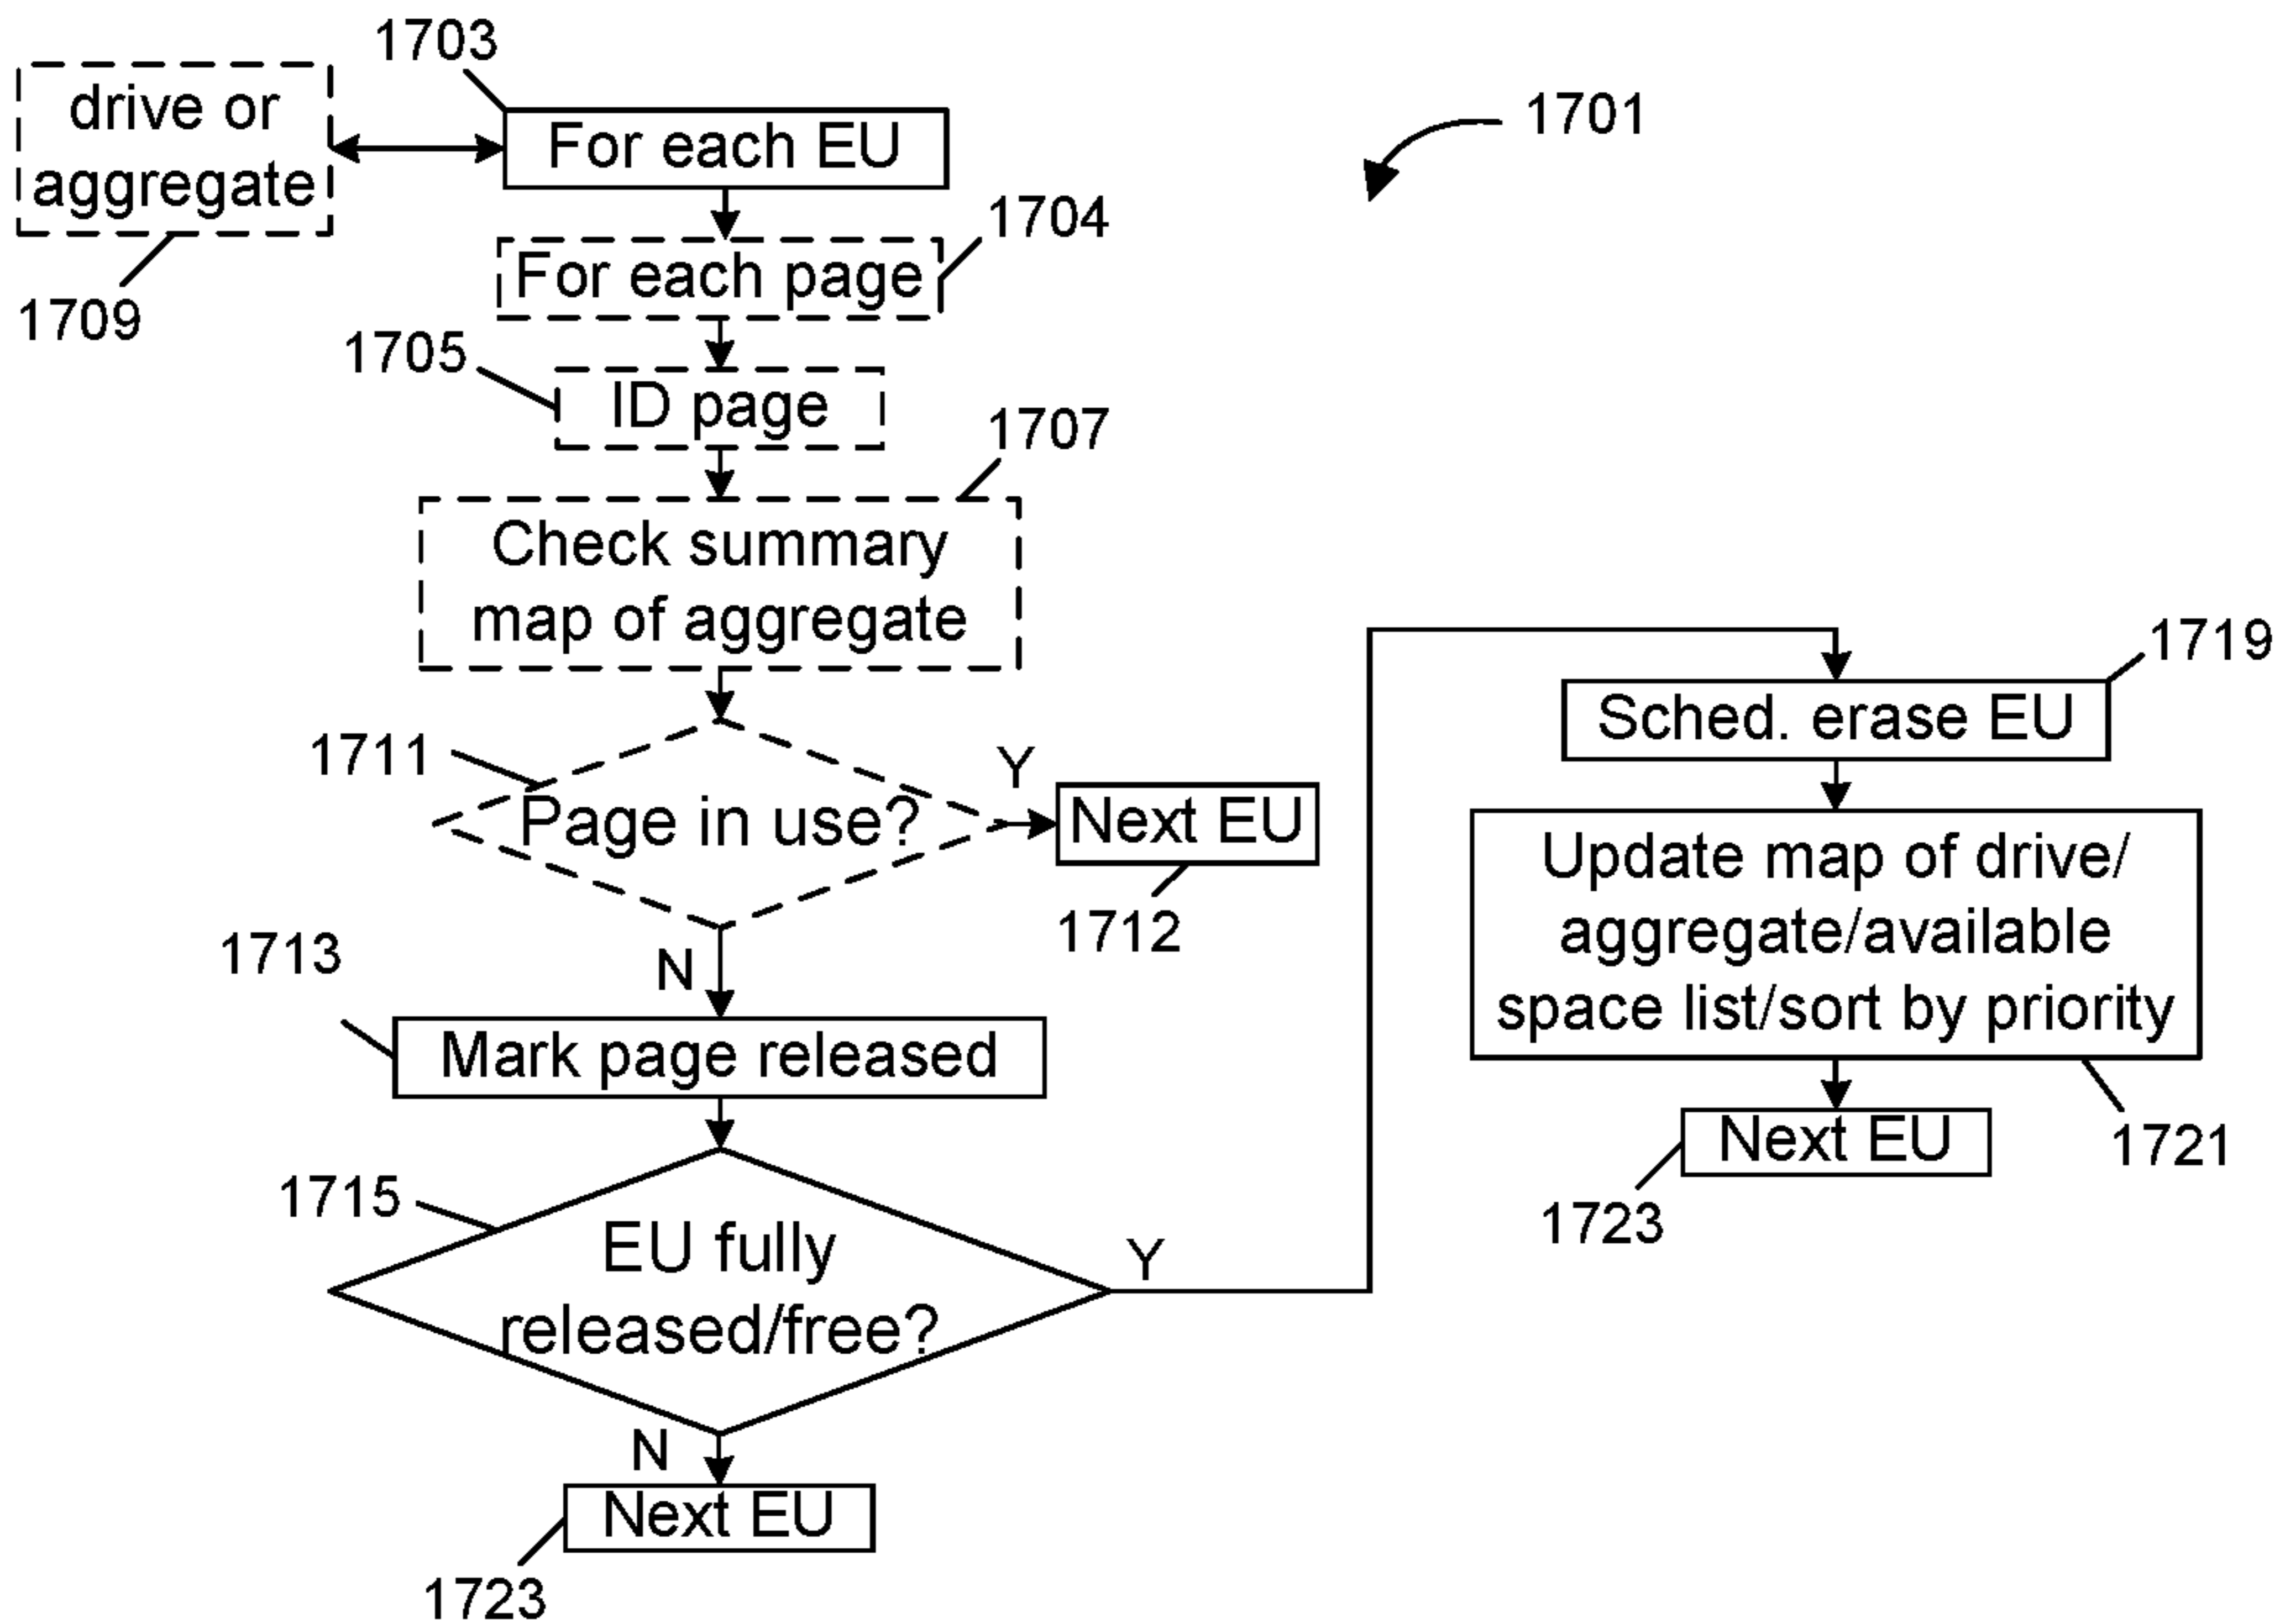 1703
drive or
aggregate
For each EU
1701
1704
For each page
1709
1705
ID page
1707
Check summary
map of aggregate
1711
Page in use?
Y
Next EU
1712
N
1713
Mark page released
1715
EU fully
released/free?
Y
N
Next EU
1723
1719
Sched. erase EU
Update map of drive/
aggregate/available
space list/sort by priority
1721
Next EU
1723